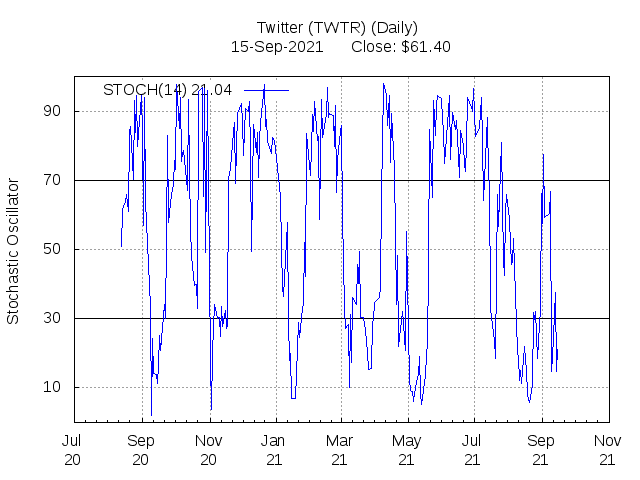 Twitter (TWTR) (Daily)
15-Sep-2021 Close: $61.40
STOCH(14) 21.04
90
70
50
30
10
Stochastic Oscillator
Jul Sep Nov Jan Mar May Jul Sep Nov
20 20 20 21 21 21 21 21 21